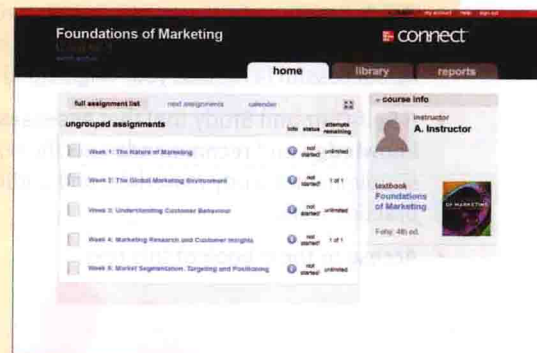 my account help sign out
Foundations of Marketing
connect
home library reports
full assignment list next assignments calendar
ungrouped assignments info status attempts remaining
Week 1: The Nature of Marketing not started unlimited
Week 2: The Global Marketing Environment not started 1 of 1
Week 3: Understanding Customer Behaviour not started unlimited
Week 4: Marketing Research and Customer Insights not started 1 of 1
Week 5: Market Segmentation, Targeting and Positioning not started unlimited
course info
instructor
A. Instructor
textbook
Foundations
of Marketing
OF MARKETING
4th ed.